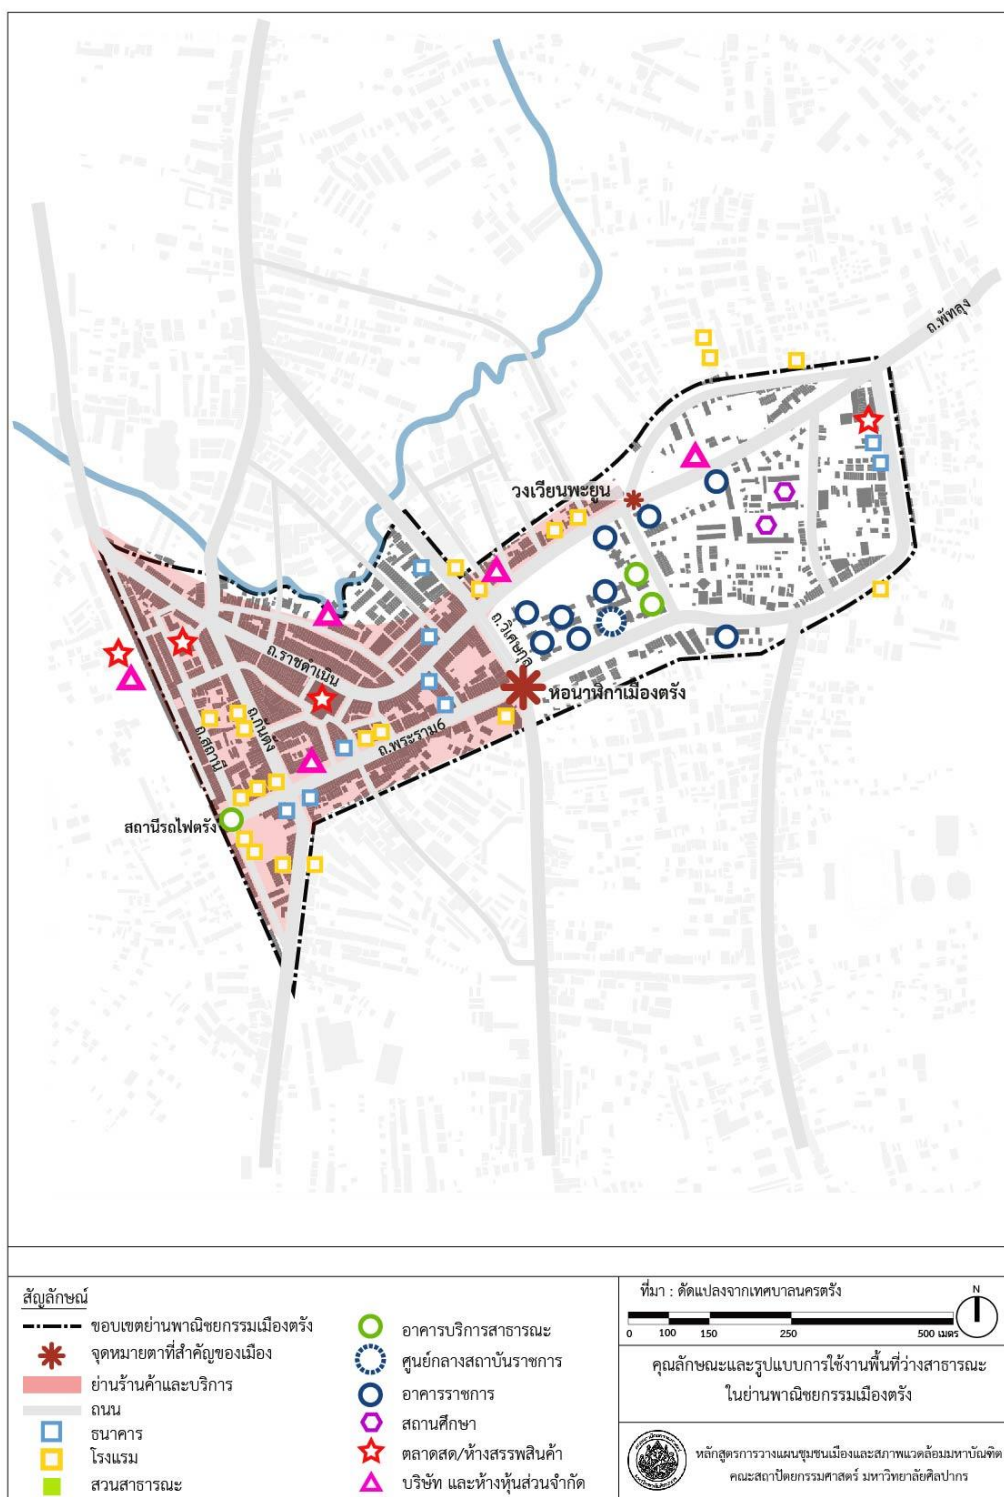 ถ.พัทลุง
วงเวียนพะยูน
ถ.วิเศษกุล
ถ.ราชดำเนิน
หอนาฬิกาเมืองตรัง
ถ.กันตัง
ถ.พระราม6
ถ.สถานี
สถานีรถไฟตรัง
สัญลักษณ์
ขอบเขตย่านพาณิชยกรรมเมืองตรัง
จุดหมายตาที่สำคัญของเมือง
ย่านร้านค้าและบริการ
ถนน
ธนาคาร
โรงแรม
สวนสาธารณะ
อาคารบริการสาธารณะ
ศูนย์กลางสถาบันราชการ
อาคารราชการ
สถานศึกษา
ตลาดสด/ห้างสรรพสินค้า
บริษัท และห้างหุ้นส่วนจำกัด
ที่มา : ดัดแปลงจากเทศบาลนครตรัง
N
0 100 150 250 500 เมตร
คุณลักษณะและรูปแบบการใช้งานพื้นที่ว่างสาธารณะ
ในย่านพาณิชยกรรมเมืองตรัง
หลักสูตรการวางแผนชุมชนเมืองและสภาพแวดล้อมมหาบัณฑิต
คณะสถาปัตยกรรมศาสตร์ มหาวิทยาลัยศิลปากร